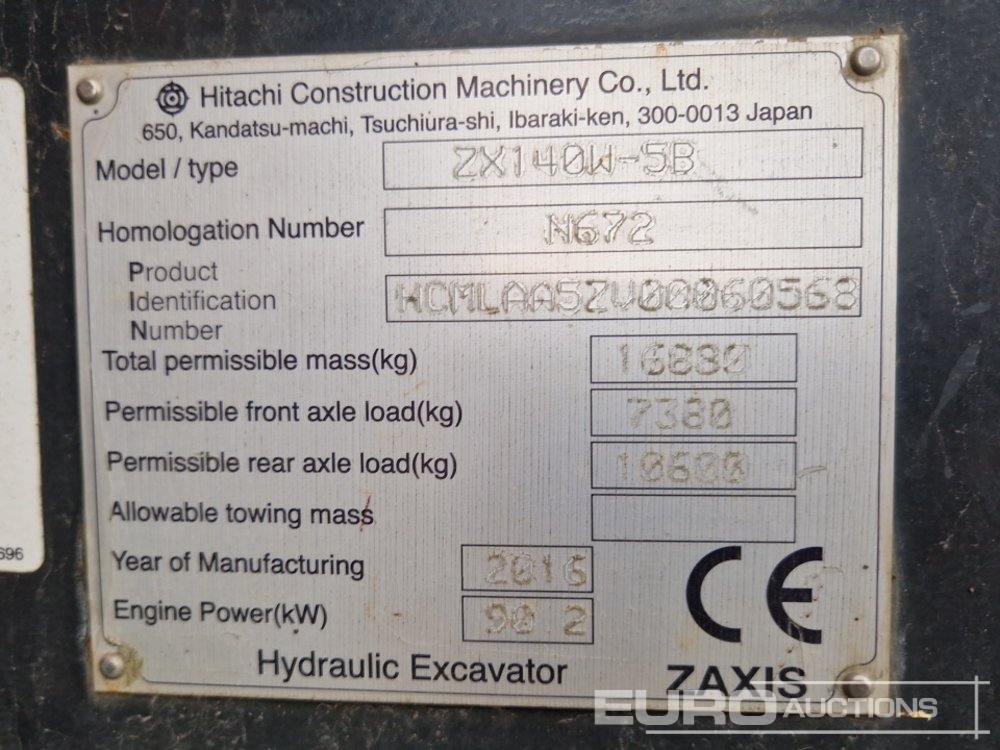 Hitachi Construction Machinery Co., Ltd.
650, Kandatsu-machi, Tsuchiura-shi, Ibaraki-ken, 300-0013 Japan
Model / type ZX140W-5B
Homologation Number N672
Product
Identification HCMLAA5ZV00060568
Number
Total permissible mass(kg) 16880
Permissible front axle load(kg) 7380
Permissible rear axle load(kg) 10600
Allowable towing mass
Year of Manufacturing 2016
Engine Power(kW) 90.2
CE
Hydraulic Excavator ZAXIS
696
EURO AUCTIONS